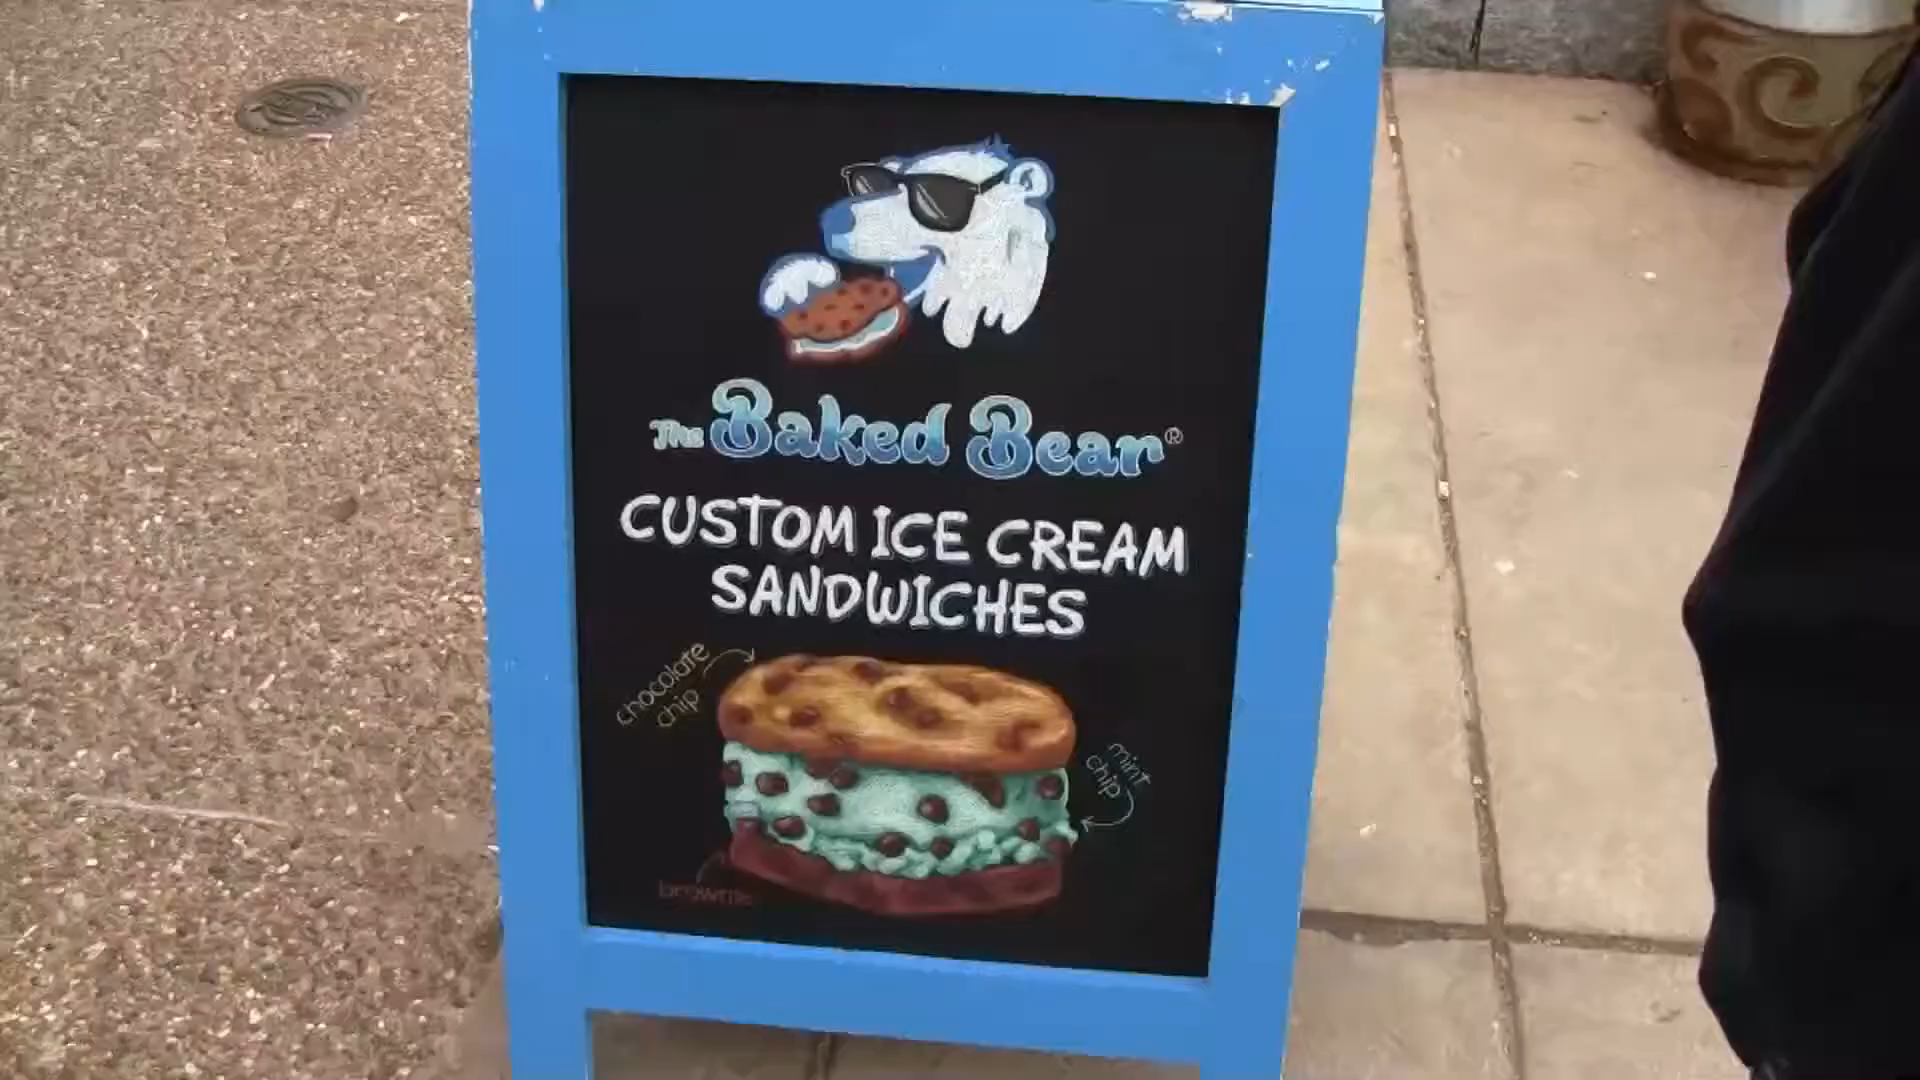 The Baked Bear®
CUSTOM ICE CREAM
SANDWICHES
chocolate
chip
mint
chip
brownie